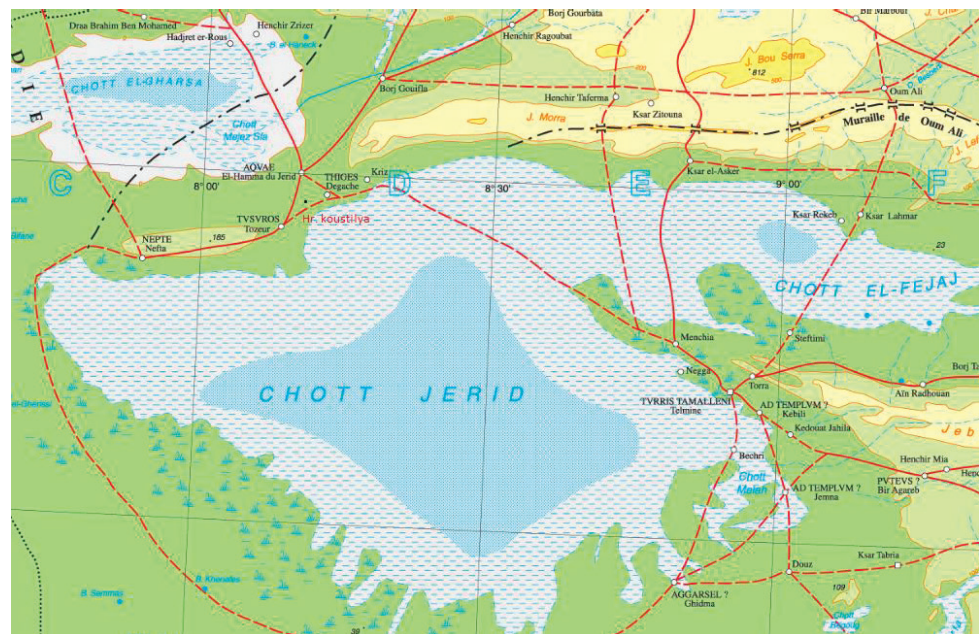 Draa Brahim Ben Mohamed
Henchir Zrizer
Hadjret er-Rous
B. el Haneck
Borj Gourbata
Henchir Ragoubat
Bir Marbout
J. Bou Serra
812
DIE
CHOTT EL-GHARSA
Chott
Mejez Sla
Borj Gouifla
Henchir Taferma
Ksar Zitouna
J. Morra
Oum Ali
Muraille de Oum Ali
AQVAE
El-Hamma du Jerid
THIGES
Degache
Kriz
Ksar el-Asker
C
8° 00'
D
8° 30'
E
9° 00'
F
Hr. koustilya
TVSVROS
Tozeur
185
NEPTE
Nefta
Ksar Rekeb
Ksar Lahmar
23
CHOTT EL-FEJAJ
Steftimi
Menchia
Negga
Torra
CHOTT JERID
TVRRIS TAMALLENI
Telmine
AD TEMPLVM ?
Kebili
Aïn Radhouan
Kedouat Jahila
Bechri
Chott
Melah
Henchir Mia
PVTEVS ?
Bir Agareb
AD TEMPLVM ?
Jemna
Ksar Tabria
Douz
AGGARSEL ?
Ghidma
109
B. Khenafes
39